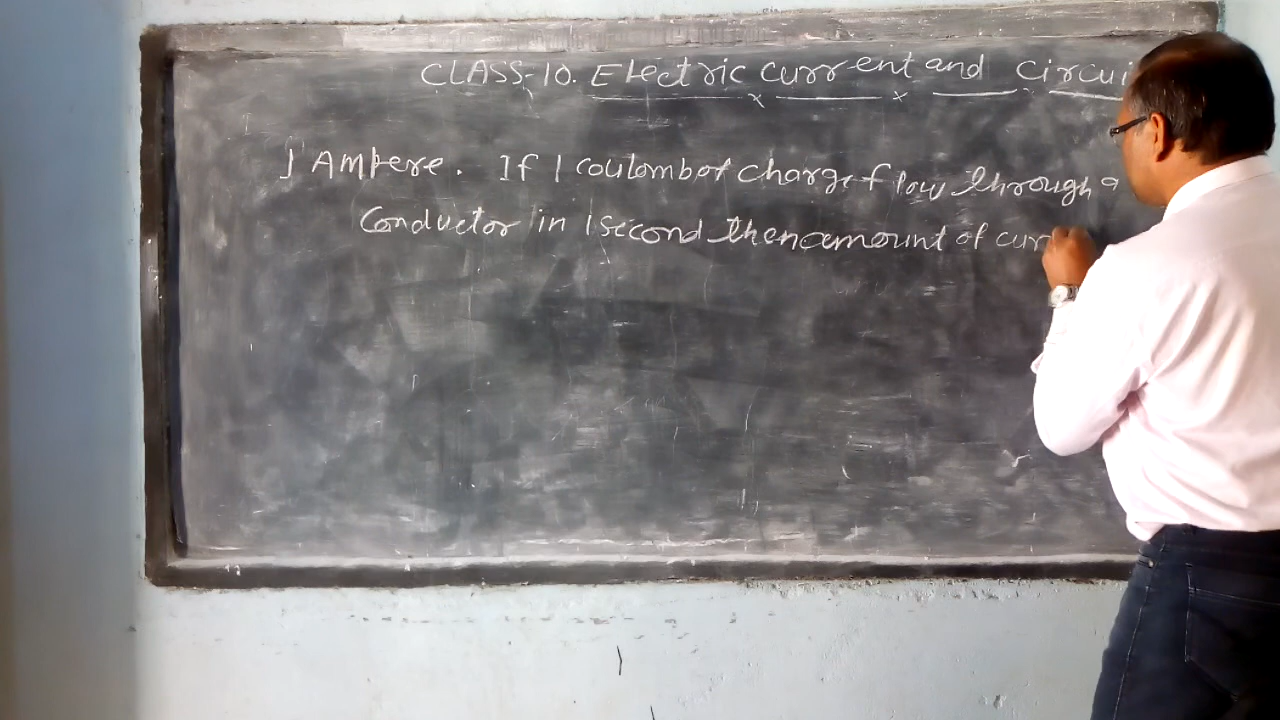 CLASS-10. Electric current and Circui
1 Ampere. If 1 coulomb of charge flow through a
Conductor in 1 second then amount of curr